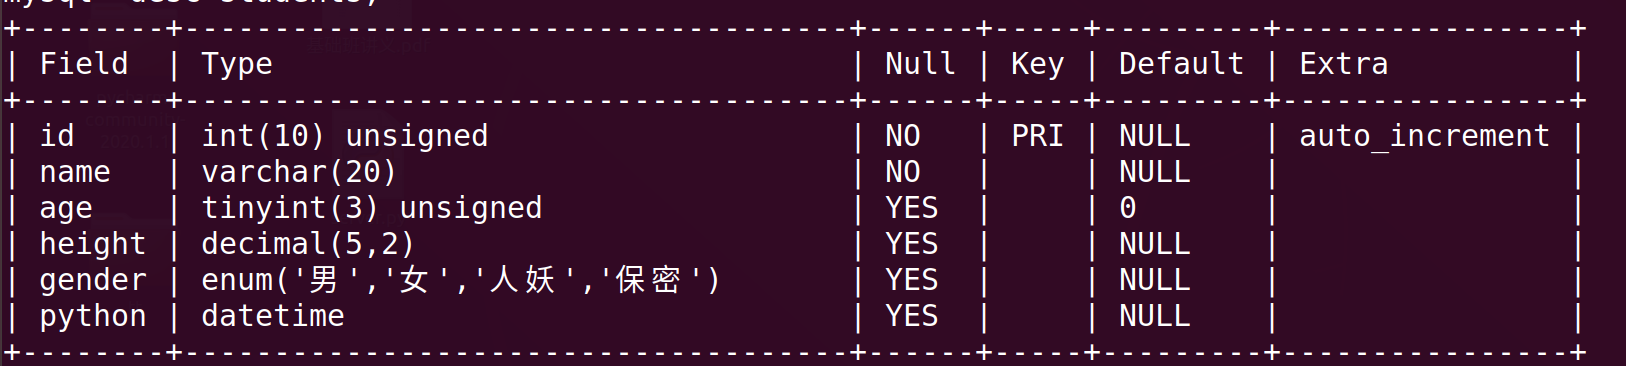 mysql> desc students;
+--------+-------------------------------------+------+-----+---------+----------------+
| Field  | Type                                | Null | Key | Default | Extra          |
+--------+-------------------------------------+------+-----+---------+----------------+
| id     | int(10) unsigned                    | NO   | PRI | NULL    | auto_increment |
| name   | varchar(20)                         | NO   |     | NULL    |                |
| age    | tinyint(3) unsigned                 | YES  |     | 0       |                |
| height | decimal(5,2)                        | YES  |     | NULL    |                |
| gender | enum('男','女','人妖','保密')       | YES  |     | NULL    |                |
| python | datetime                            | YES  |     | NULL    |                |
+--------+-------------------------------------+------+-----+---------+----------------+